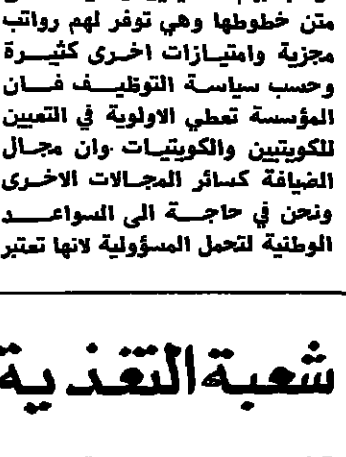 متن خطوطها وهي توفر لهم رواتب
مجزية وامتيازات اخرى كثيرة
وحسب سياسة التوظيف فان
المؤسسة تعطي الاولوية في التعيين
للكويتيين والكويتيات ·وان مجال
الضيافة كسائر المجالات الاخرى
ونحن في حاجة الى السواعد
الوطنية لتحمل المسؤولية لانها تعتبر
شعبة التغذية